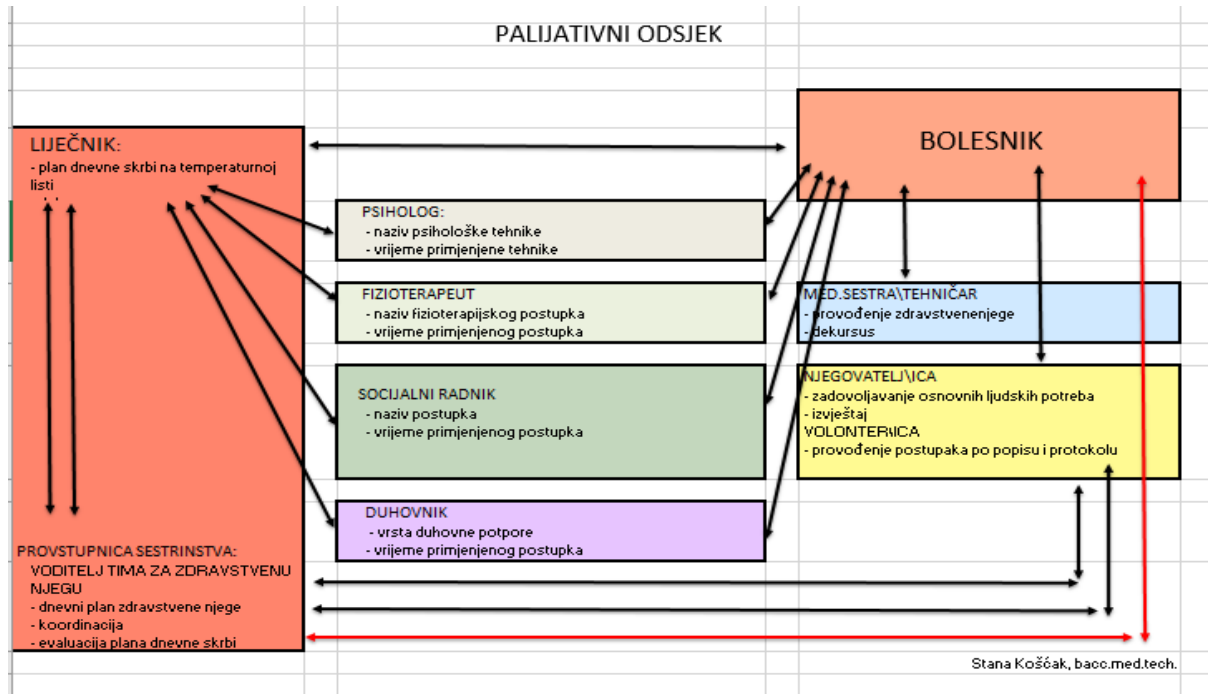 PALIJATIVNI ODSJEK
LIJEČNIK:
- plan dnevne skrbi na temperaturnoj
listi
PROVSTUPNICA SESTRINSTVA:
VODITELJ TIMA ZA ZDRAVSTVENU
NJEGU
- dnevni plan zdravstvene njege
- koordinacija
- evaluacija plana dnevne skrbi
PSIHOLOG:
- naziv psihološke tehnike
- vrijeme primjenjene tehnike
FIZIOTERAPEUT
- naziv fizioterapijskog postupka
- vrijeme primjenjenog postupka
SOCIJALNI RADNIK
- naziv postupka
- vrijeme primjenjenog postupka
DUHOVNIK
- vrsta duhovne potpore
- vrijeme primjenjenog postupka
BOLESNIK
MED.SESTRA\TEHNIČAR
- provođenje zdravstvenenjege
- dekursus
NJEGOVATELJ\ICA
- zadovoljavanje osnovnih ljudskih potreba
- izvještaj
VOLONTER\ICA
- provođenje postupaka po popisu i protokolu
Stana Košćak, bacc.med.tech.